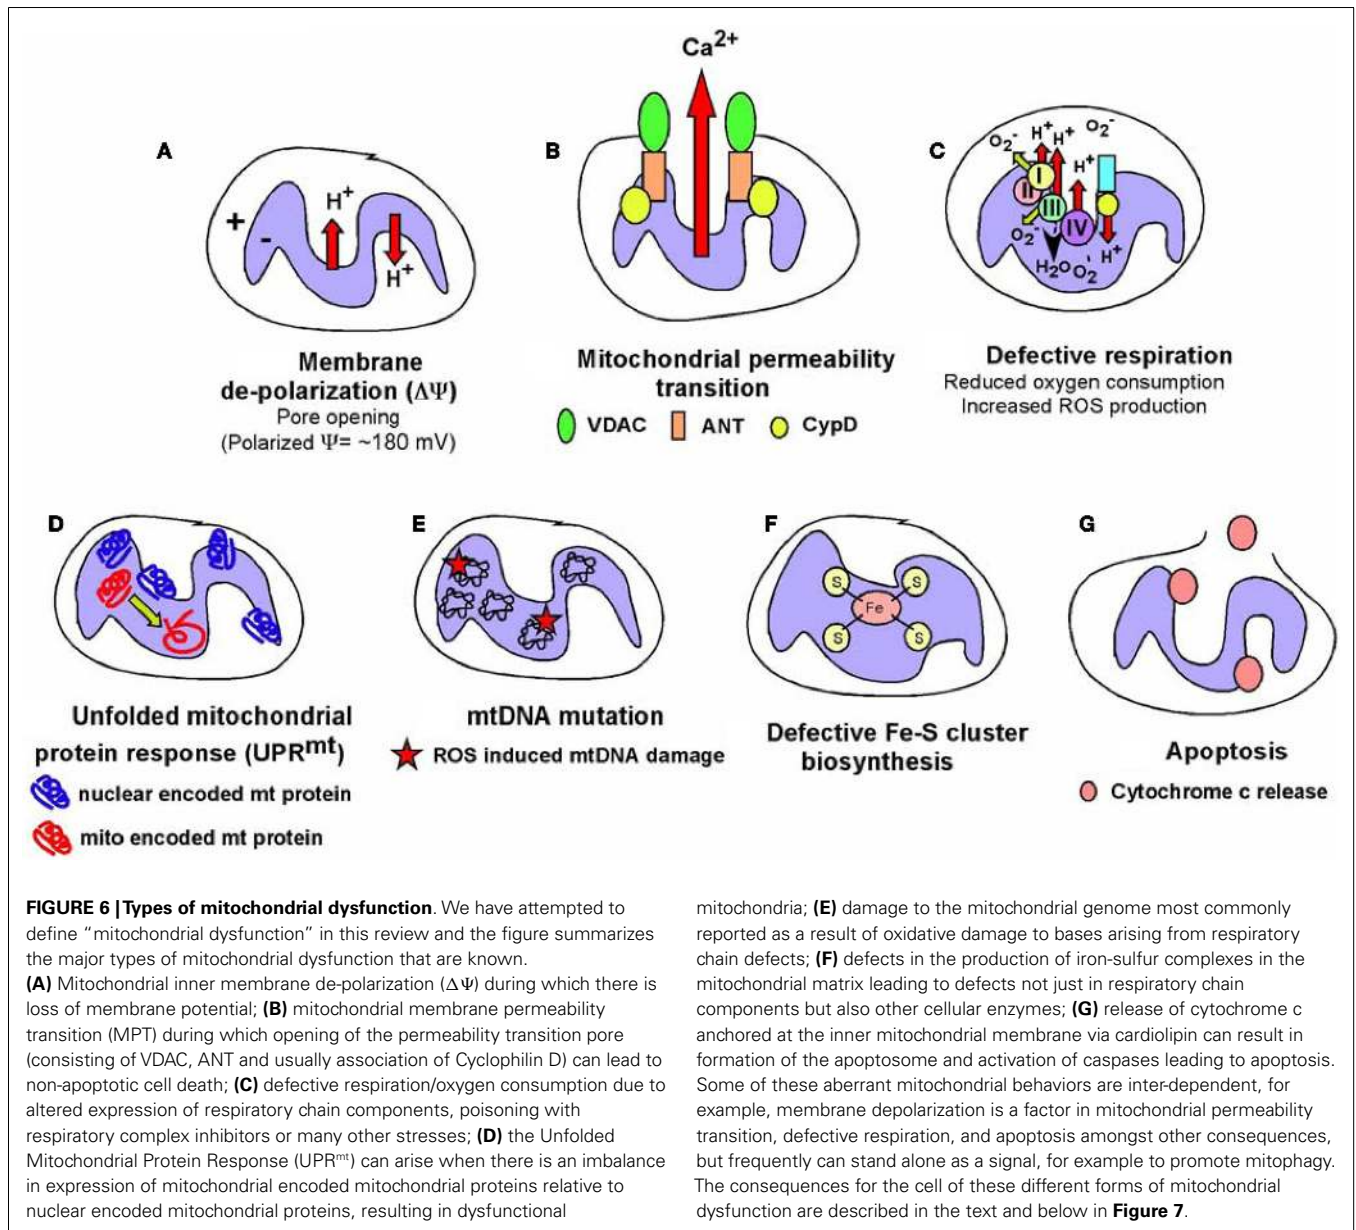 A
+
-
H+
H+
Membrane
de-polarization (ΔΨ)
Pore opening
(Polarized Ψ= ~180 mV)
B
Ca2+
Mitochondrial permeability
transition
VDAC ANT CypD
C
O2-
H+
H+
O2-
H+
I
II
III
IV
O2-
H2O
O2
H+
Defective respiration
Reduced oxygen consumption
Increased ROS production
D
Unfolded mitochondrial
protein response (UPRmt)
nuclear encoded mt protein
mito encoded mt protein
E
mtDNA mutation
ROS induced mtDNA damage
F
S
S
Fe
S
S
Defective Fe-S cluster
biosynthesis
G
Apoptosis
Cytochrome c release
FIGURE 6 | Types of mitochondrial dysfunction. We have attempted to
define “mitochondrial dysfunction” in this review and the figure summarizes
the major types of mitochondrial dysfunction that are known.
(A) Mitochondrial inner membrane de-polarization (ΔΨ) during which there is
loss of membrane potential; (B) mitochondrial membrane permeability
transition (MPT) during which opening of the permeability transition pore
(consisting of VDAC, ANT and usually association of Cyclophilin D) can lead to
non-apoptotic cell death; (C) defective respiration/oxygen consumption due to
altered expression of respiratory chain components, poisoning with
respiratory complex inhibitors or many other stresses; (D) the Unfolded
Mitochondrial Protein Response (UPRmt) can arise when there is an imbalance
in expression of mitochondrial encoded mitochondrial proteins relative to
nuclear encoded mitochondrial proteins, resulting in dysfunctional
mitochondria; (E) damage to the mitochondrial genome most commonly
reported as a result of oxidative damage to bases arising from respiratory
chain defects; (F) defects in the production of iron-sulfur complexes in the
mitochondrial matrix leading to defects not just in respiratory chain
components but also other cellular enzymes; (G) release of cytochrome c
anchored at the inner mitochondrial membrane via cardiolipin can result in
formation of the apoptosome and activation of caspases leading to apoptosis.
Some of these aberrant mitochondrial behaviors are inter-dependent, for
example, membrane depolarization is a factor in mitochondrial permeability
transition, defective respiration, and apoptosis amongst other consequences,
but frequently can stand alone as a signal, for example to promote mitophagy.
The consequences for the cell of these different forms of mitochondrial
dysfunction are described in the text and below in Figure 7.